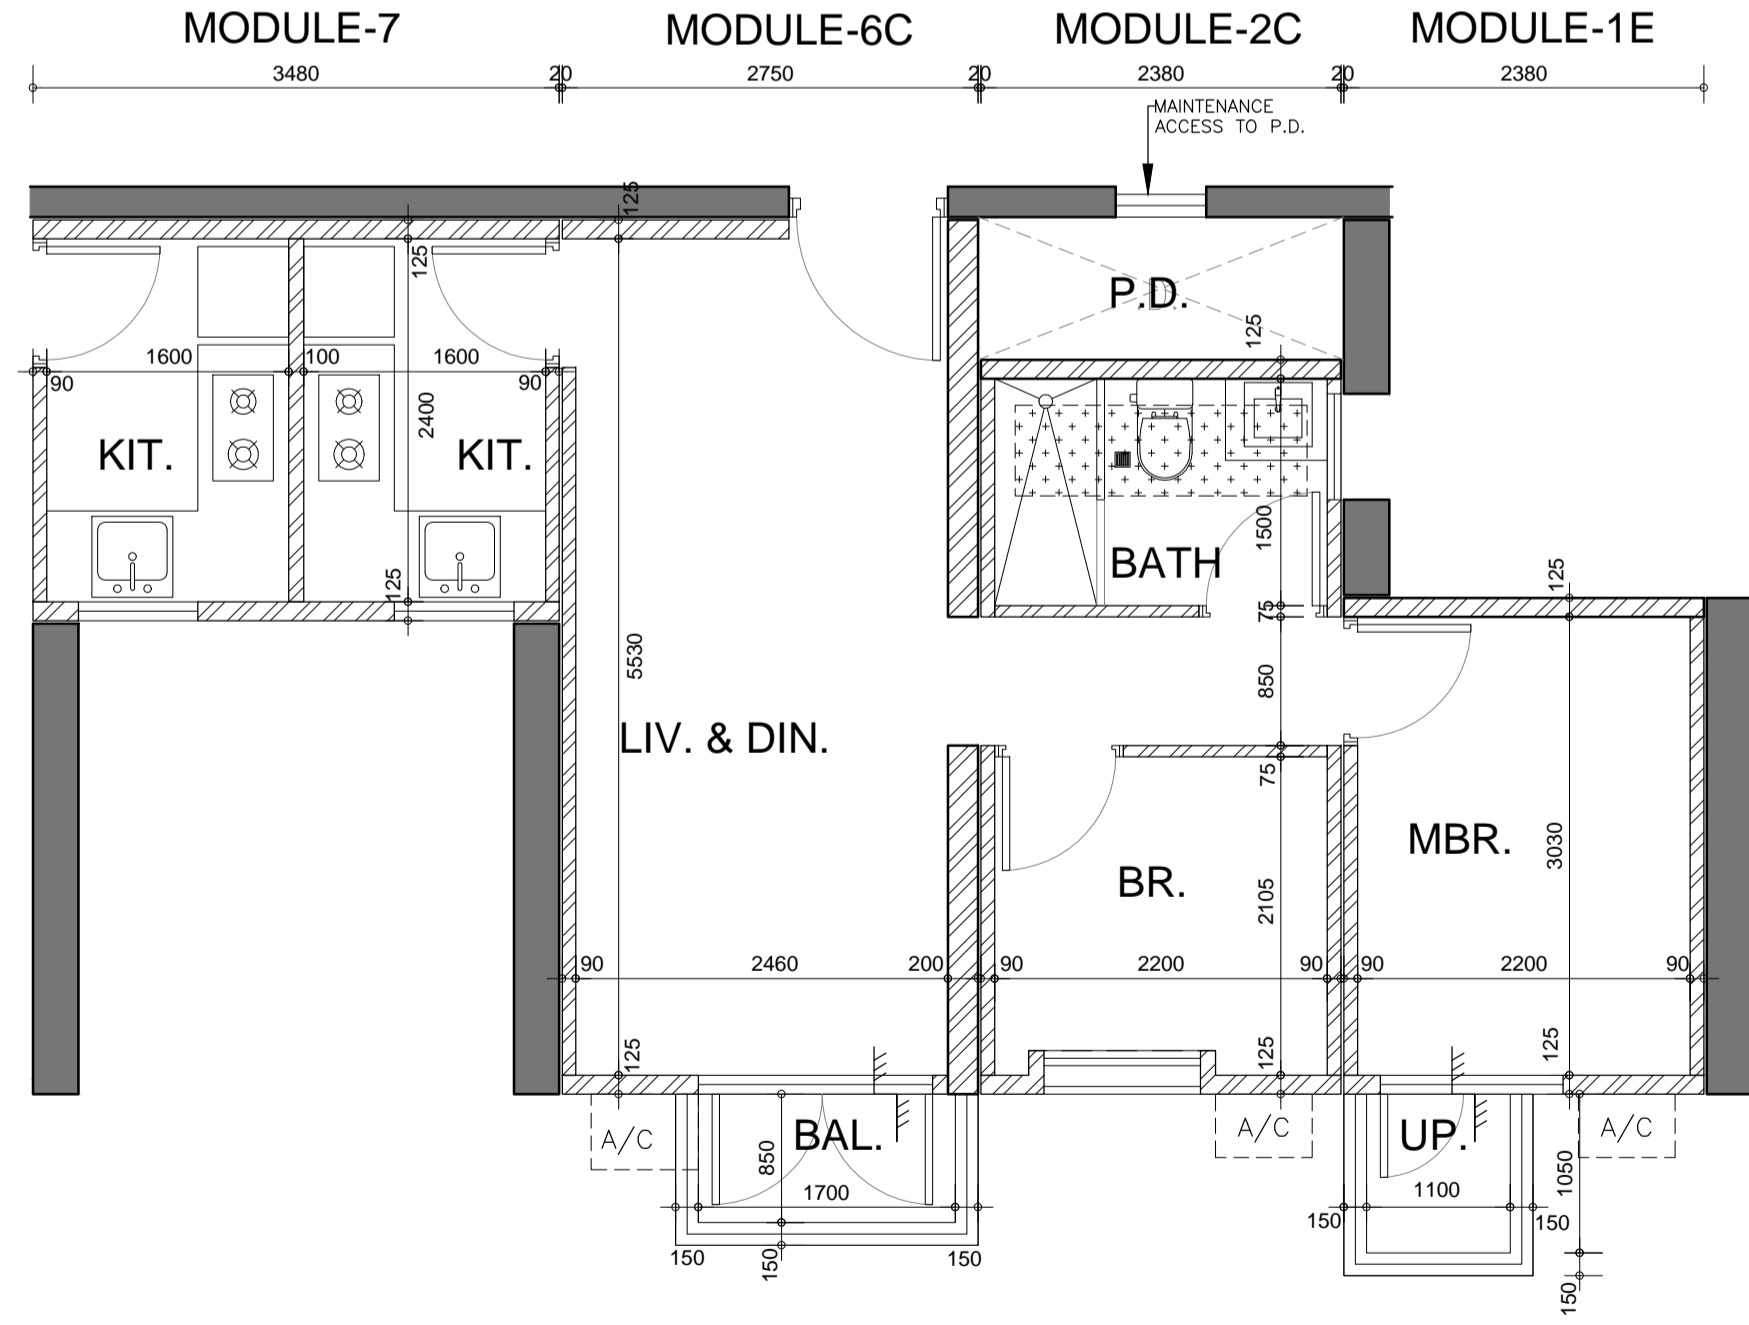 MODULE-7
MODULE-6C
MODULE-2C
MODULE-1E
3480
20
2750
20
2380
20
2380
MAINTENANCE
ACCESS TO P.D.
125
125
P.D.
125
1600
100
1600
90
90
2400
KIT.
KIT.
1500
BATH
125
125
75
5530
850
LIV. & DIN.
75
MBR.
3030
BR.
2105
90
2460
200
90
2200
90
90
2200
90
125
125
125
A/C
BAL.
A/C
UP.
A/C
850
1050
1700
1100
150
150
150
150
150
150